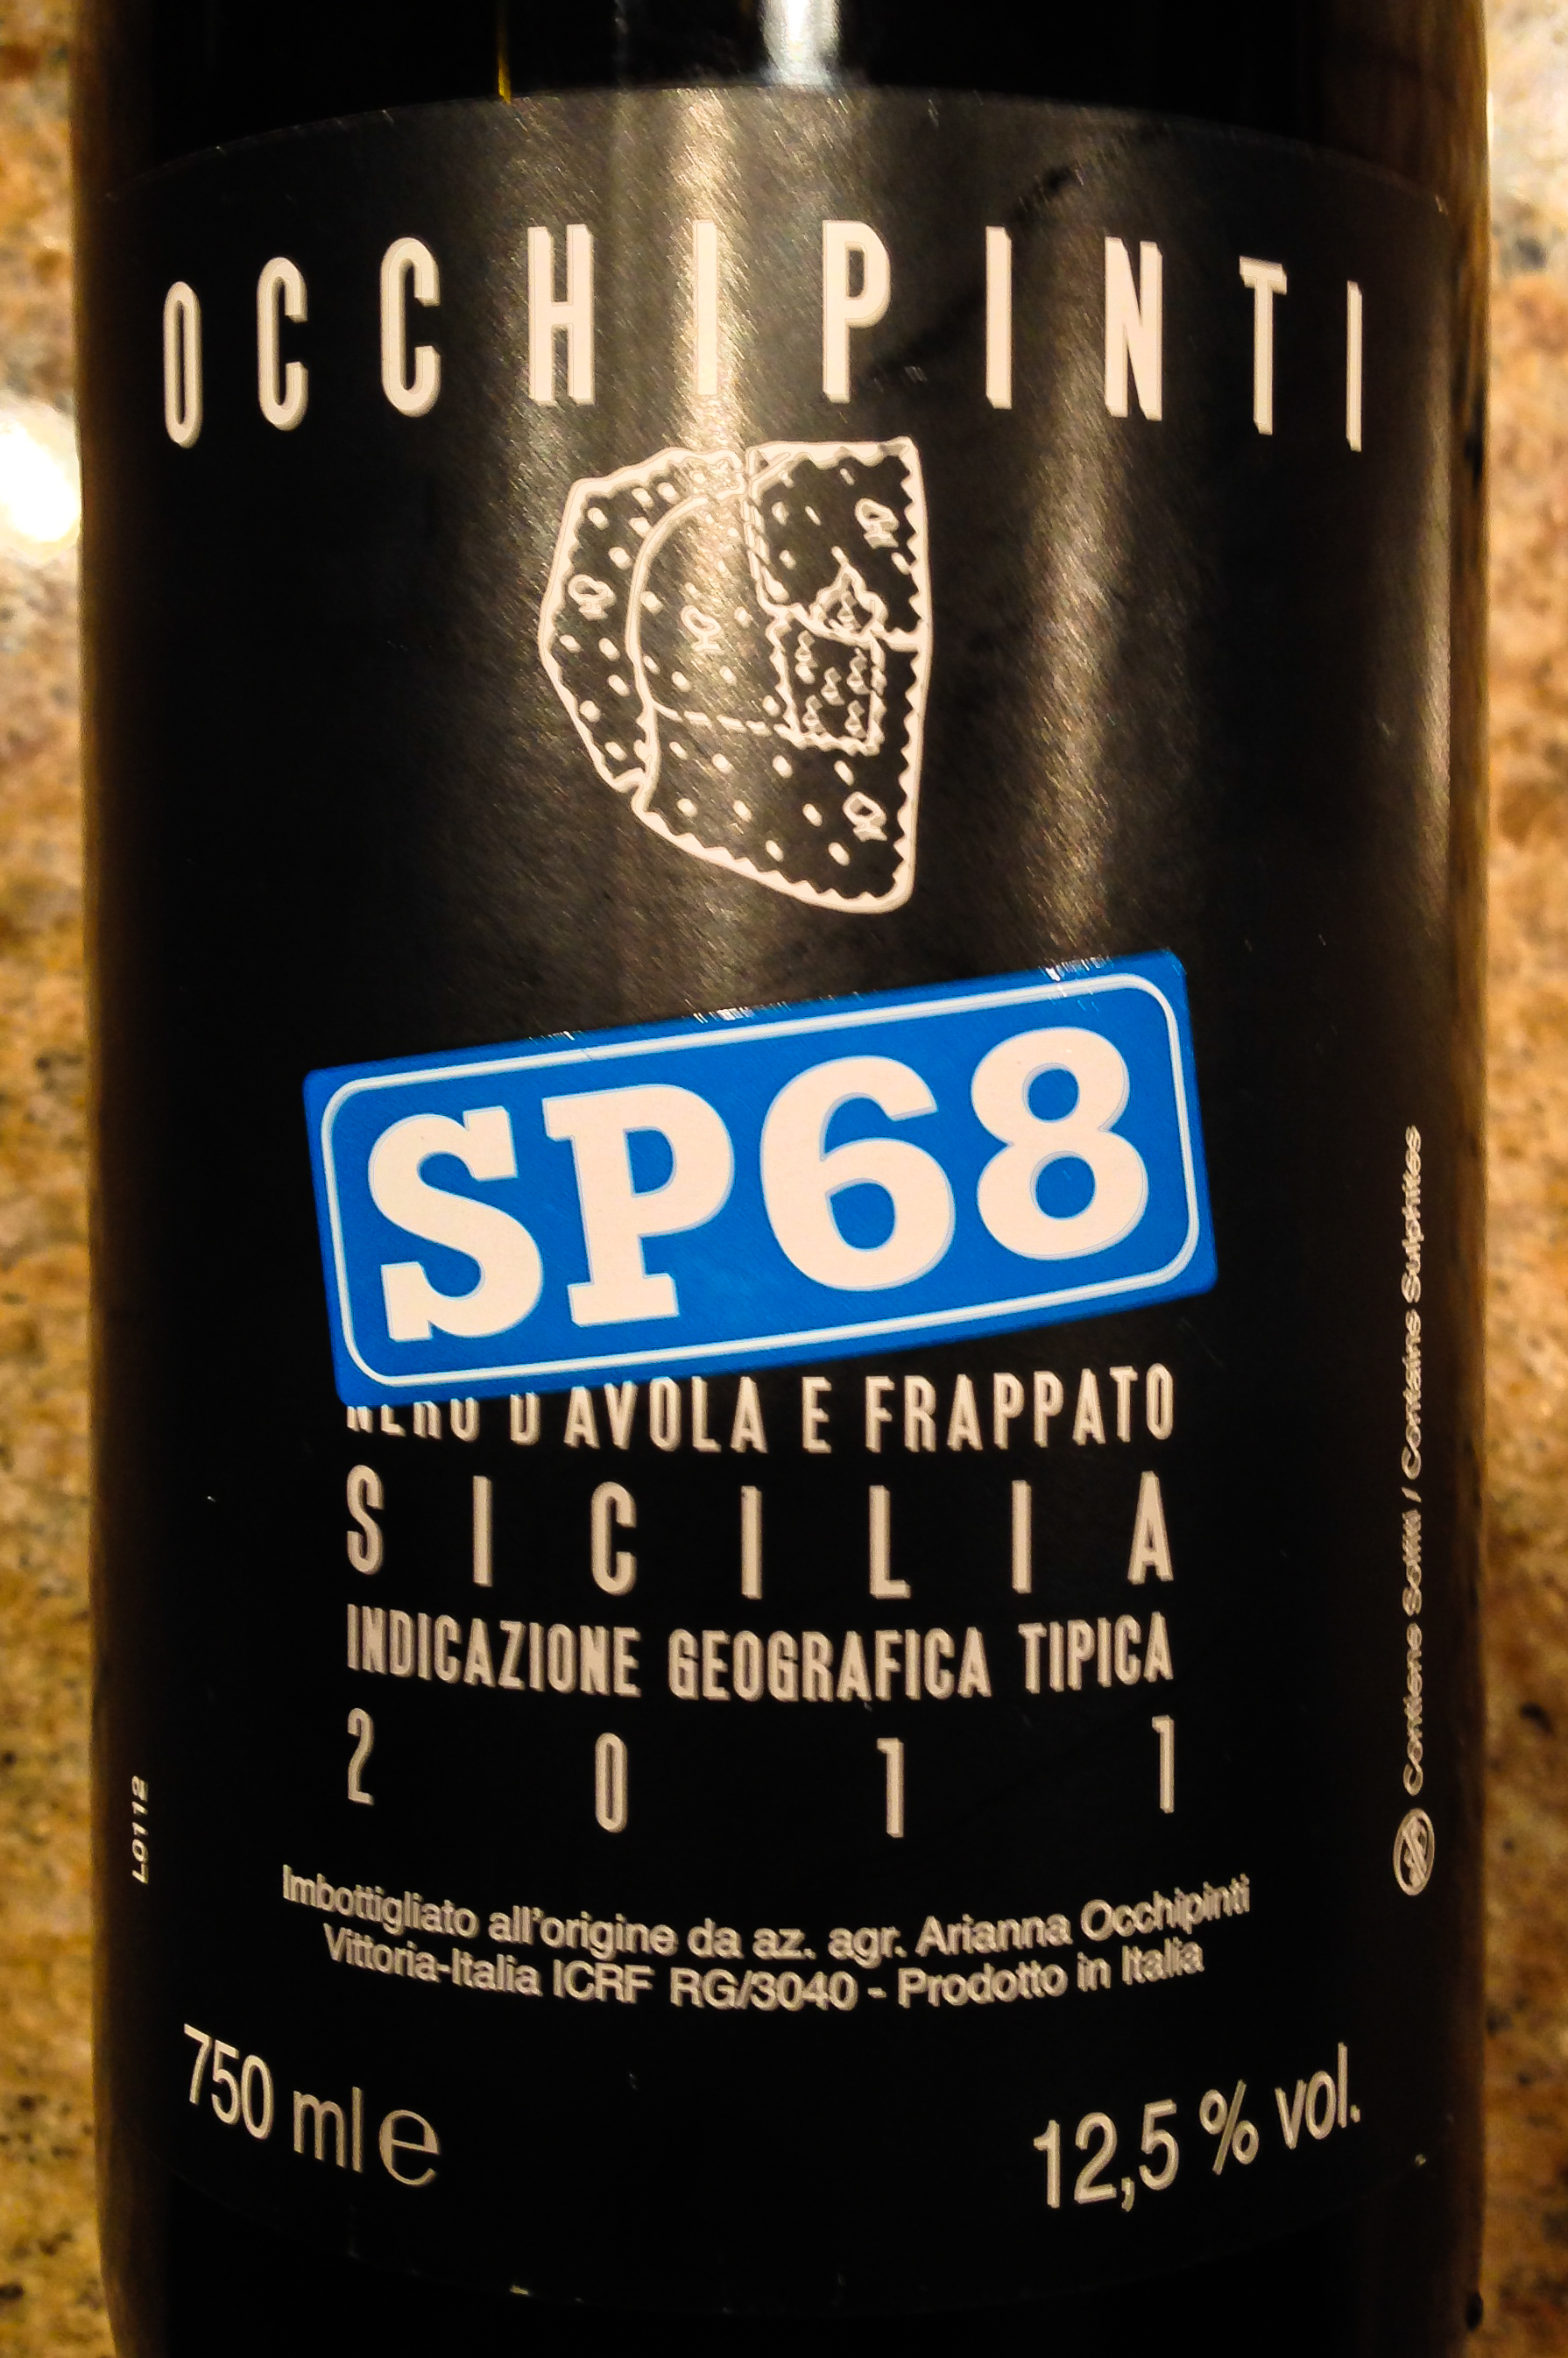 OCCHIPINTI
SP68
NERO D'AVOLA E FRAPPATO
SICILIA
INDICAZIONE GEOGRAFICA TIPICA
2011
Imbottigliato all'origine da az. agr. Arianna Occhipinti
Vittoria-Italia ICRF RG/3040 - Prodotto in Italia
750 ml e
12,5 % vol.
L0112
Contiene Solfiti / Contains Sulphites